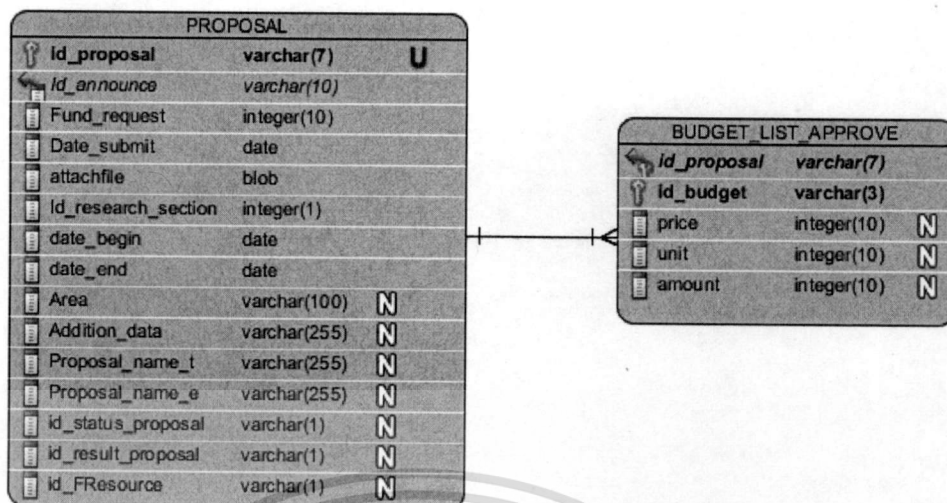 PROPOSAL
Id_proposal varchar(7) U
Id_announce varchar(10)
Fund_request integer(10)
Date_submit date
attachfile blob
Id_research_section integer(1)
date_begin date
date_end date
Area varchar(100) N
Addition_data varchar(255) N
Proposal_name_t varchar(255) N
Proposal_name_e varchar(255) N
id_status_proposal varchar(1) N
id_result_proposal varchar(1) N
id_FResource varchar(1) N
BUDGET_LIST_APPROVE
id_proposal varchar(7)
id_budget varchar(3)
price integer(10) N
unit integer(10) N
amount integer(10) N